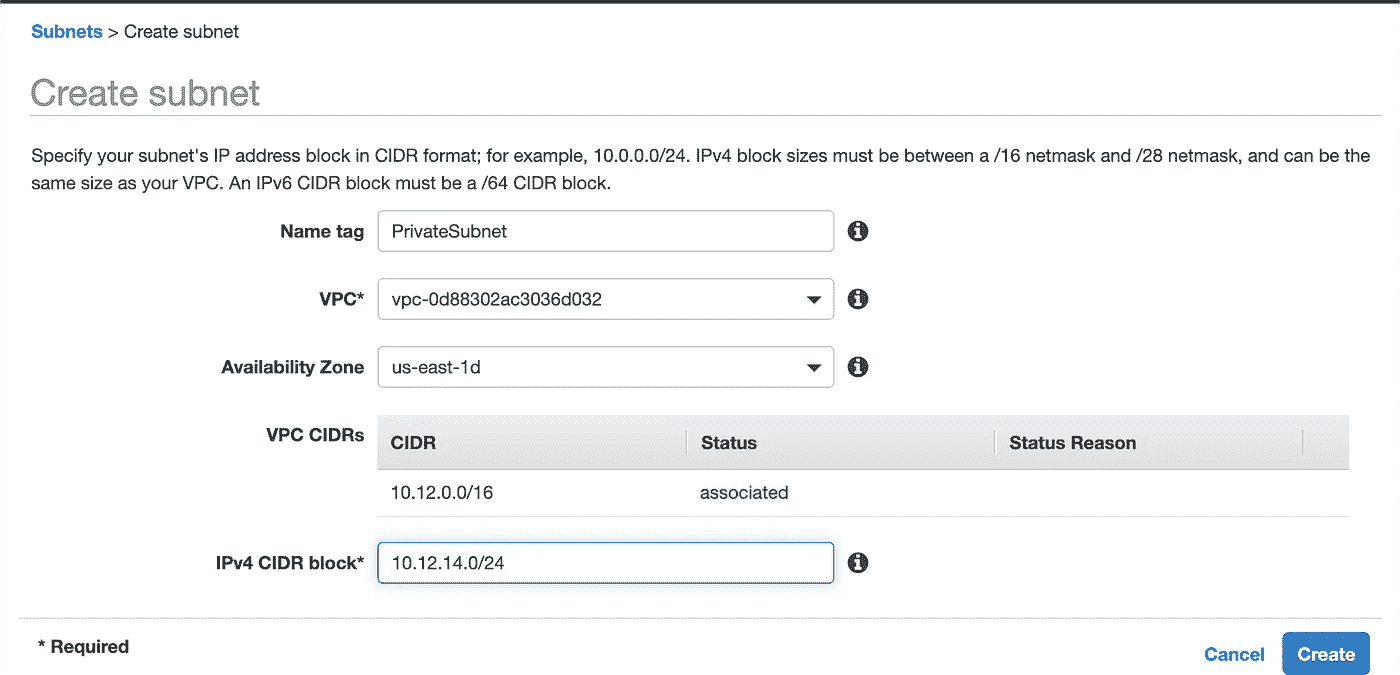 Subnets > Create subnet
Create subnet
Specify your subnet's IP address block in CIDR format; for example, 10.0.0.0/24. IPv4 block sizes must be between a /16 netmask and /28 netmask, and can be the
same size as your VPC. An IPv6 CIDR block must be a /64 CIDR block.
Name tag PrivateSubnet
VPC* vpc-0d88302ac3036d032
Availability Zone us-east-1d
VPC CIDRs CIDR Status Status Reason
10.12.0.0/16 associated
IPv4 CIDR block* 10.12.14.0/24
* Required
Cancel Create